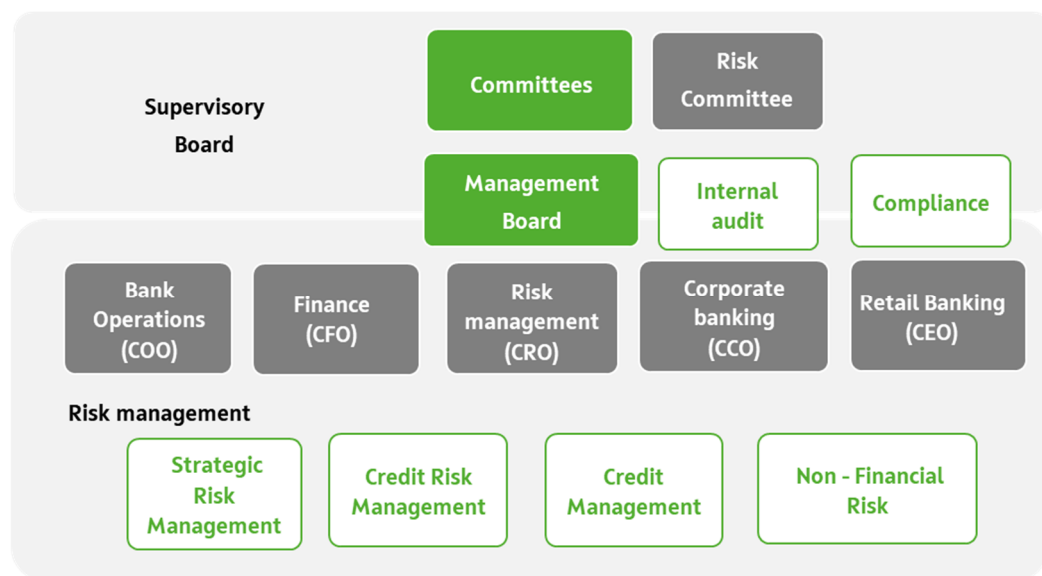 Supervisory
Board
Committees
Risk
Committee
Management
Board
Internal
audit
Compliance
Bank
Operations
(COO)
Finance
(CFO)
Risk
management
(CRO)
Corporate
banking
(CCO)
Retail Banking
(CEO)
Risk management
Strategic
Risk
Management
Credit Risk
Management
Credit
Management
Non - Financial
Risk